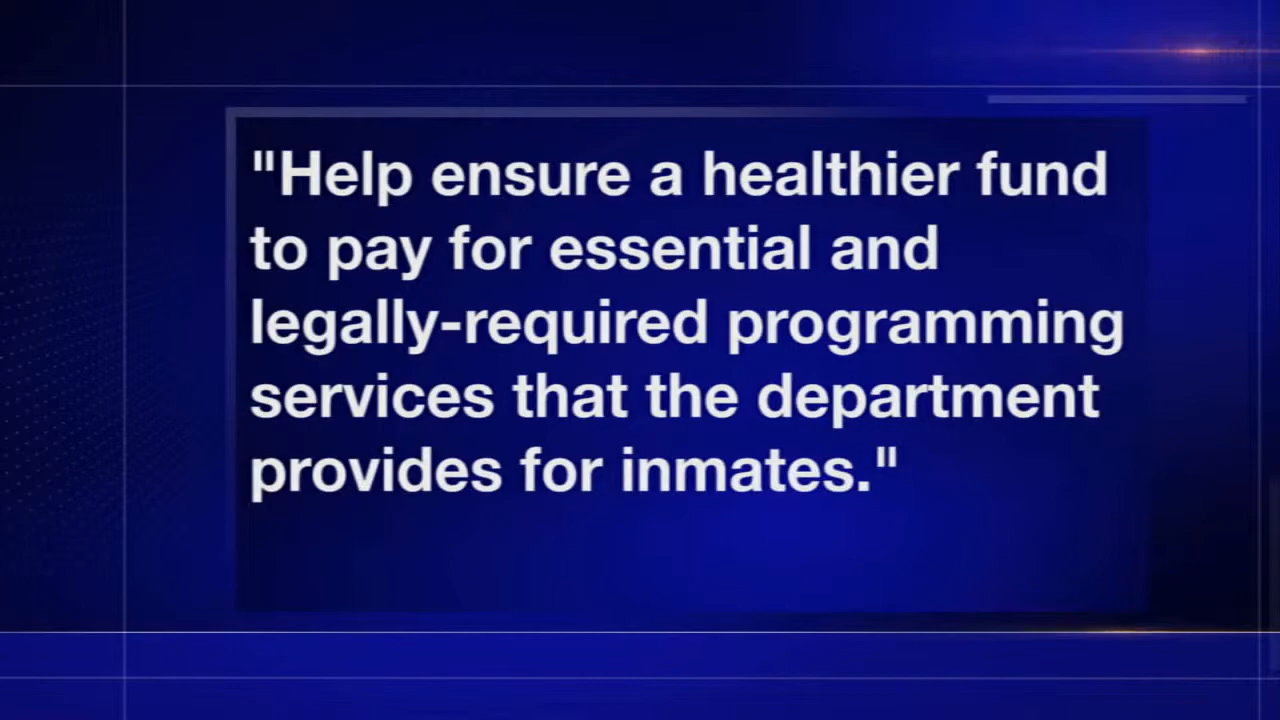 "Help ensure a healthier fund
to pay for essential and
legally-required programming
services that the department
provides for inmates."